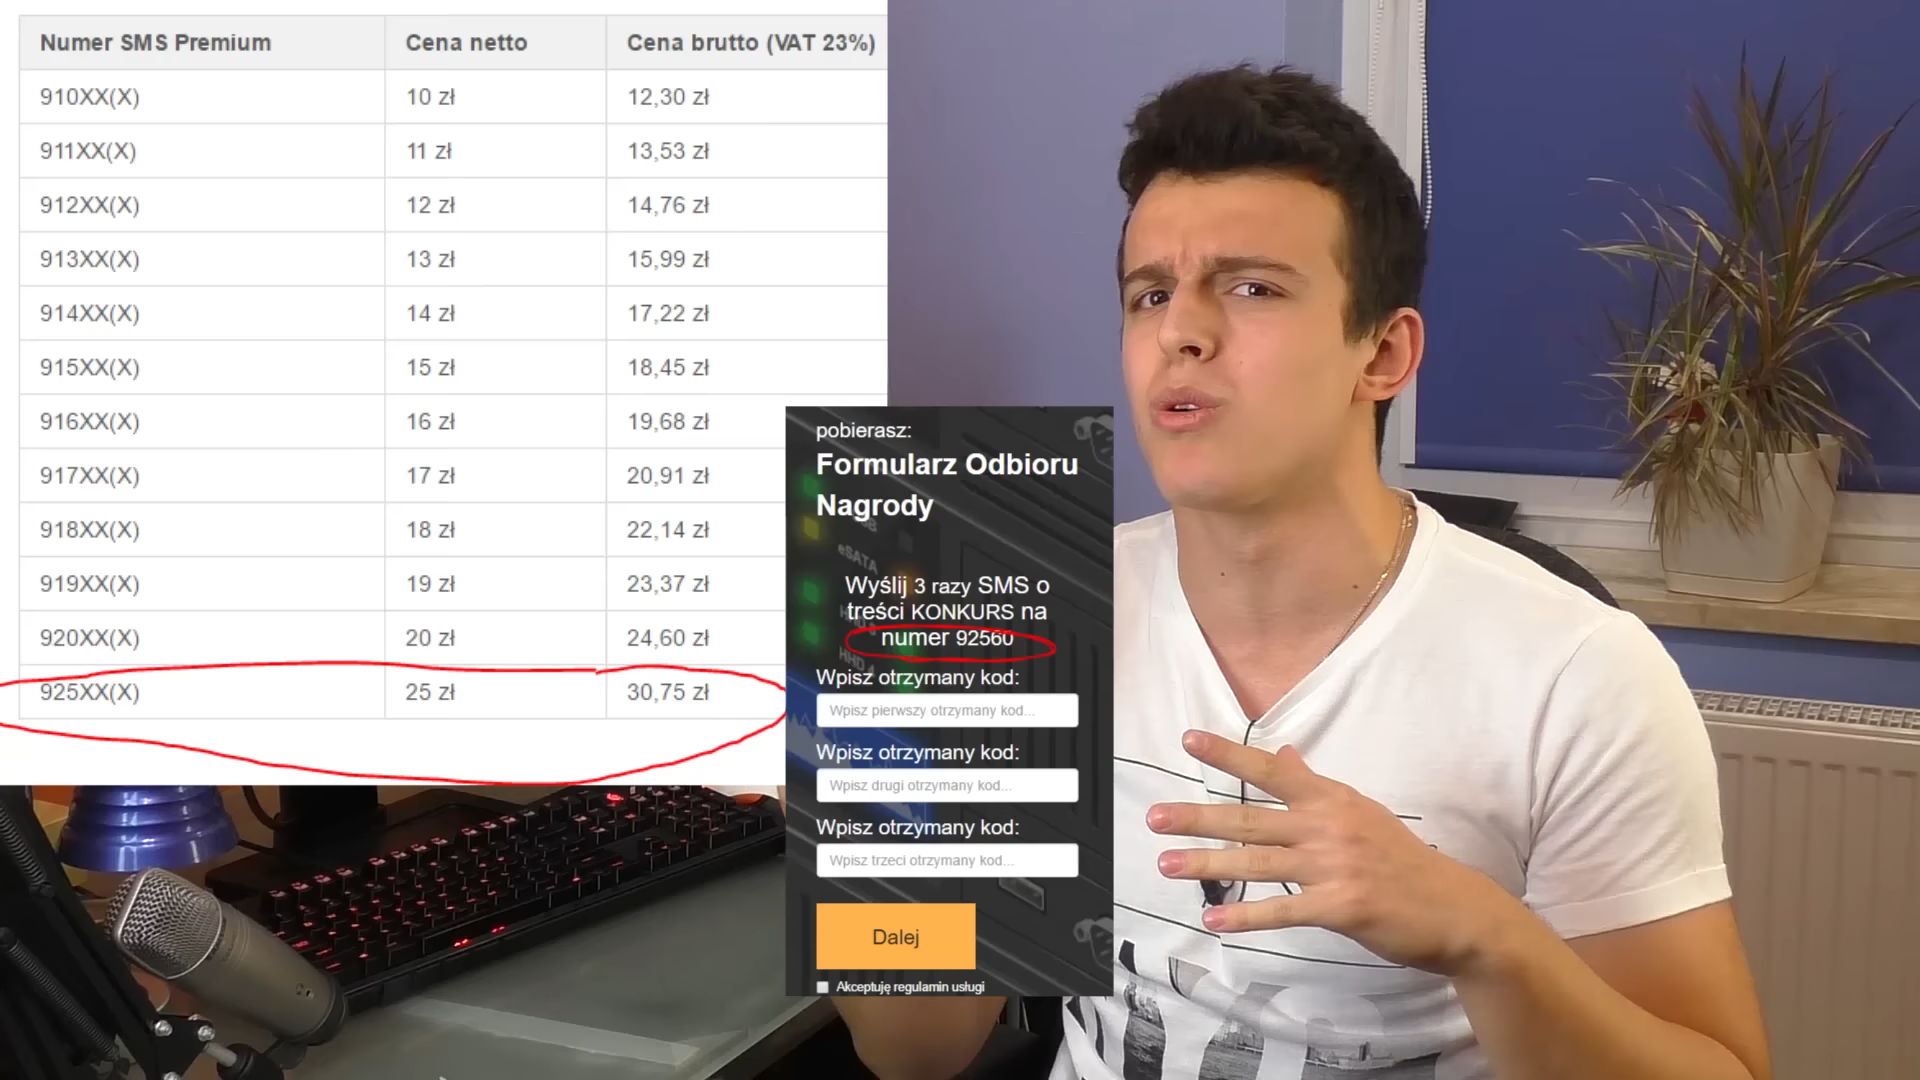 Numer SMS Premium Cena netto Cena brutto (VAT 23%)
910XX(X) 10 zł 12,30 zł
911XX(X) 11 zł 13,53 zł
912XX(X) 12 zł 14,76 zł
913XX(X) 13 zł 15,99 zł
914XX(X) 14 zł 17,22 zł
915XX(X) 15 zł 18,45 zł
916XX(X) 16 zł 19,68 zł
917XX(X) 17 zł 20,91 zł
918XX(X) 18 zł 22,14 zł
919XX(X) 19 zł 23,37 zł
920XX(X) 20 zł 24,60 zł
925XX(X) 25 zł 30,75 zł
pobierasz:
Formularz Odbioru
Nagrody
eSATA
Wyślij 3 razy SMS o
treści KONKURS na
numer 92560
Wpisz otrzymany kod:
Wpisz pierwszy otrzymany kod...
Wpisz otrzymany kod:
Wpisz drugi otrzymany kod...
Wpisz otrzymany kod:
Wpisz trzeci otrzymany kod...
Dalej
Akceptuję regulamin usługi